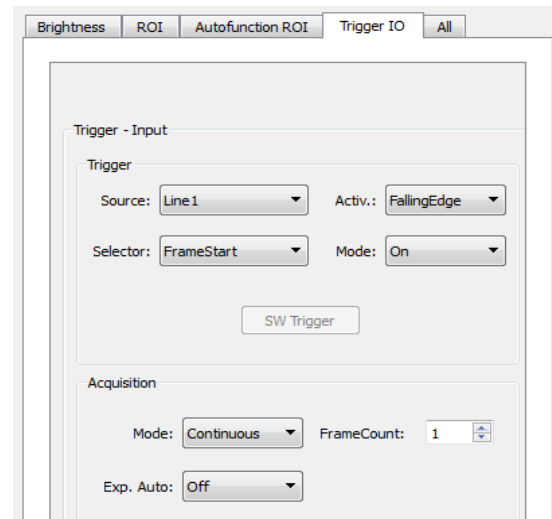 Brightness ROI Autofunction ROI Trigger IO All
Trigger - Input
Trigger
Source: Line1 Activ.: FallingEdge
Selector: FrameStart Mode: On
SW Trigger
Acquisition
Mode: Continuous FrameCount: 1
Exp. Auto: Off